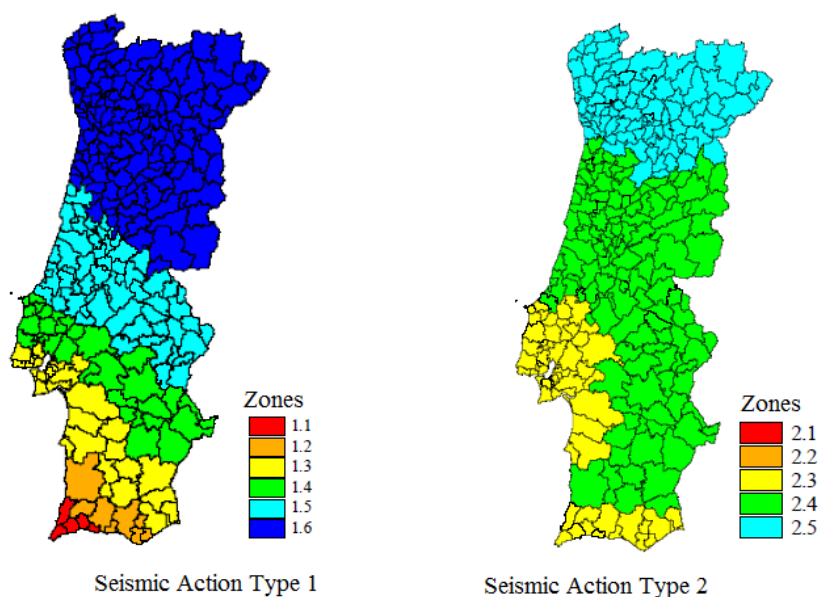 Zones
1.1
1.2
1.3
1.4
1.5
1.6
Seismic Action Type 1
Zones
2.1
2.2
2.3
2.4
2.5
Seismic Action Type 2